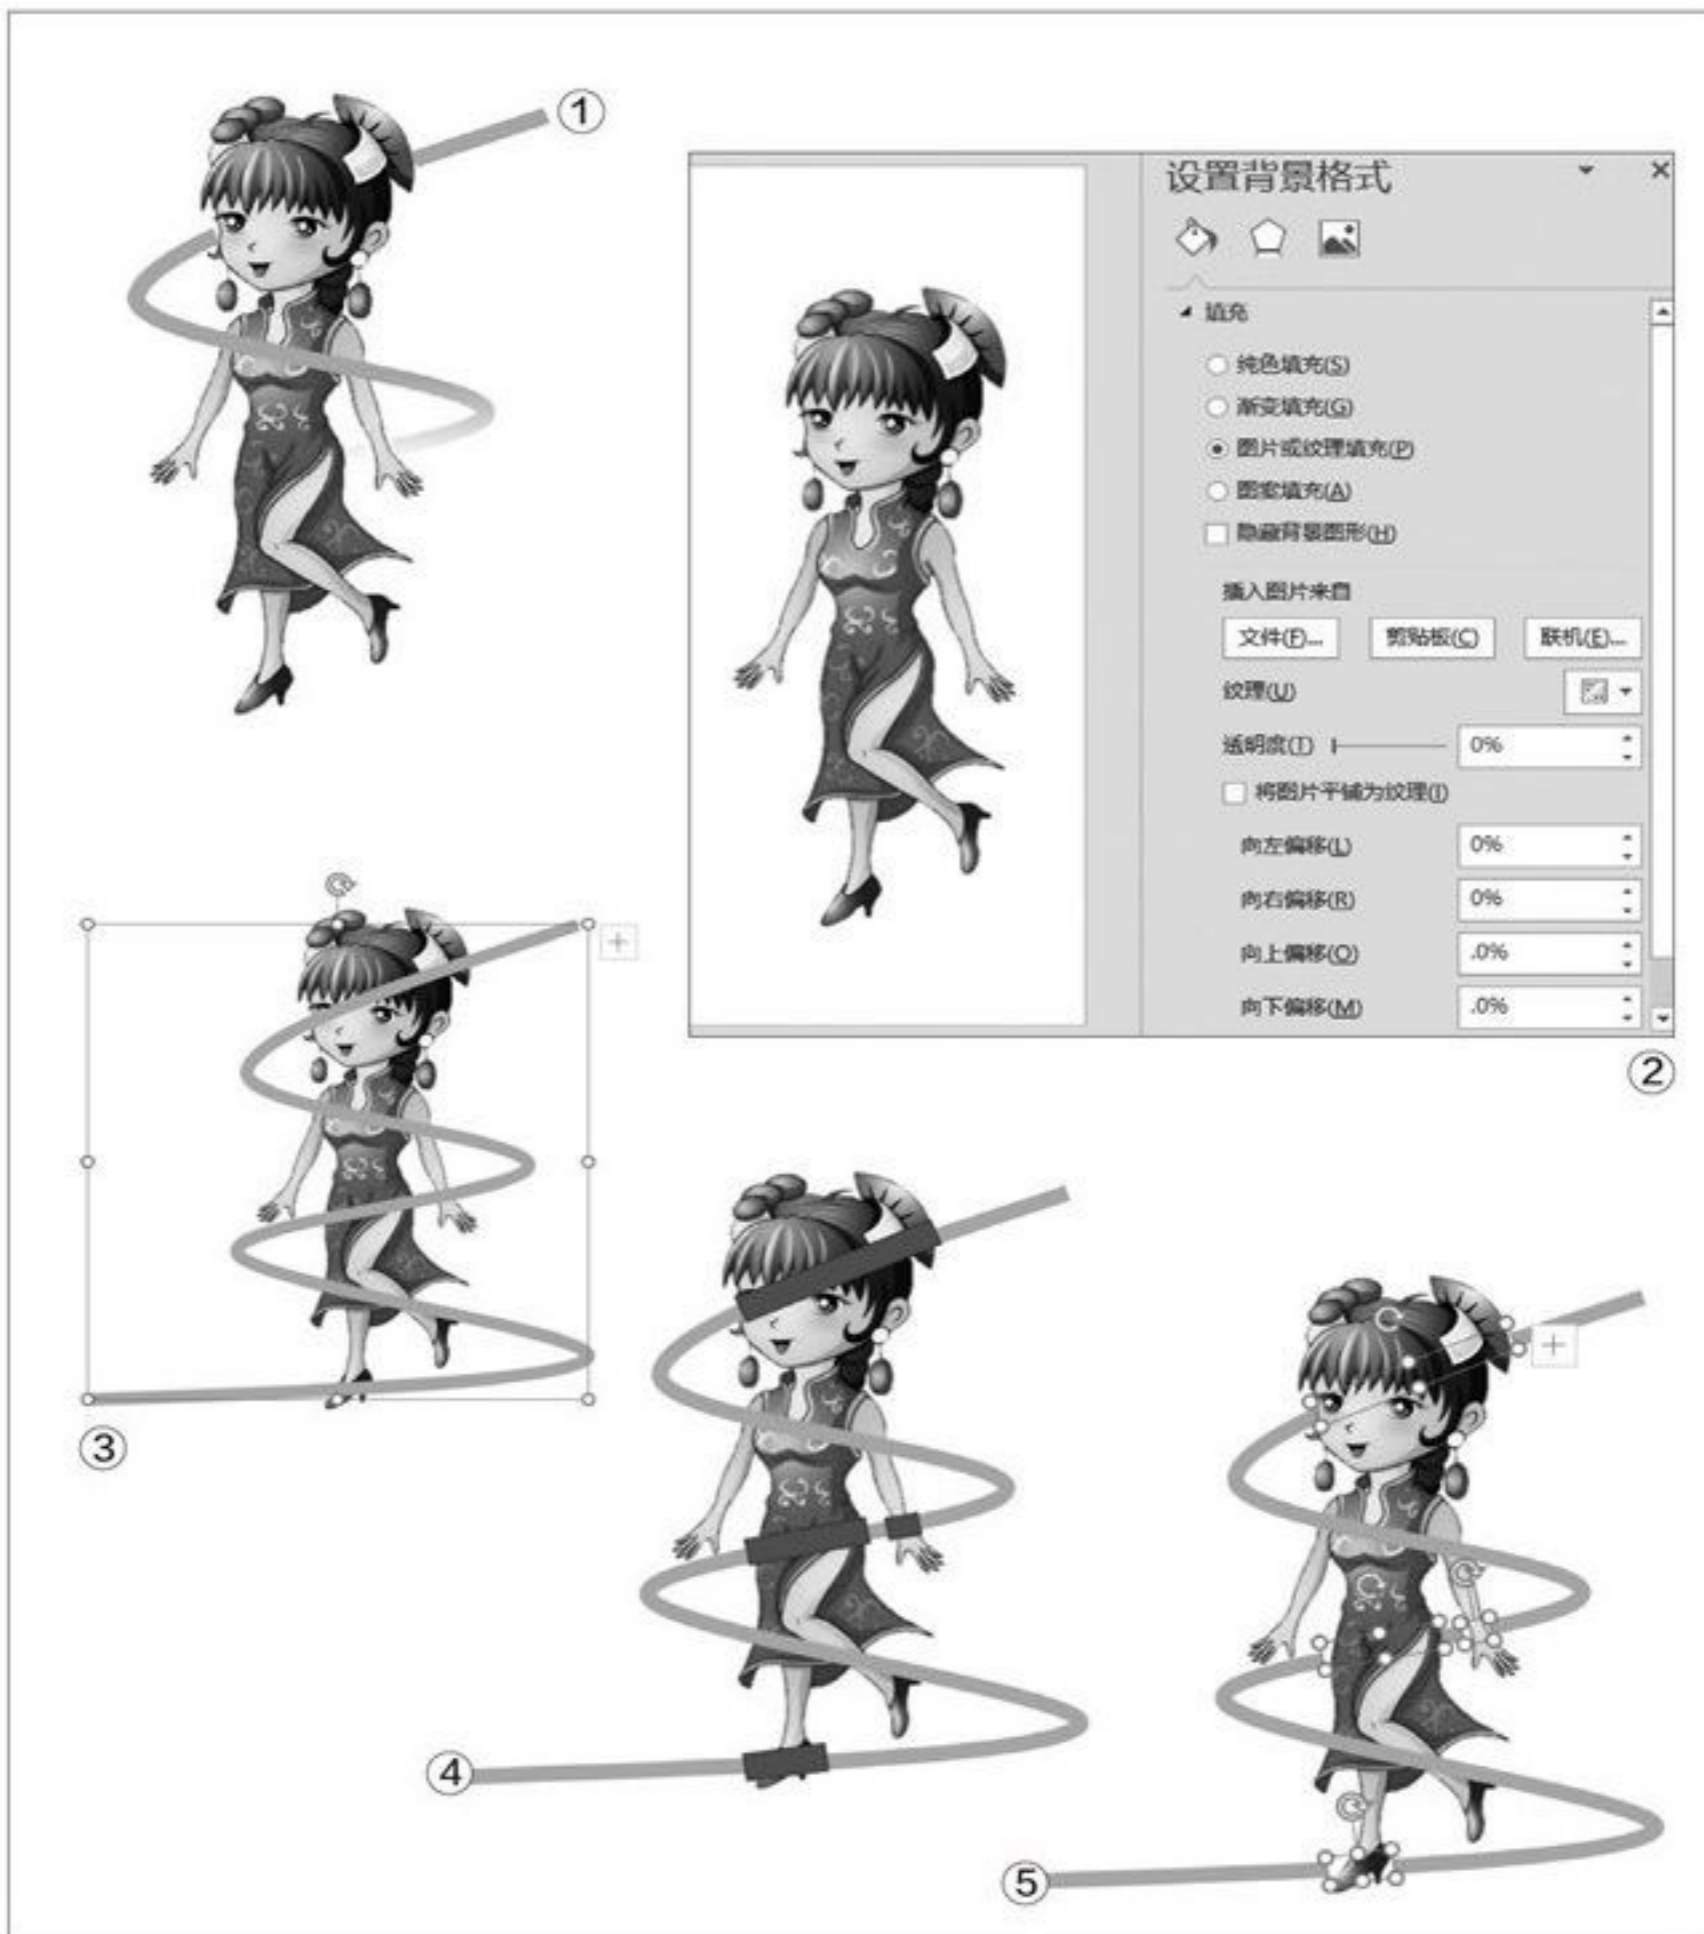 ①
设置背景格式
填充
纯色填充(S)
渐变填充(G)
图片或纹理填充(P)
图案填充(A)
隐藏背景图形(H)
插入图片来自
文件(F)... 剪贴板(C) 联机(E)...
纹理(U)
透明度(T) 0%
将图片平铺为纹理(I)
向左偏移(L) 0%
向右偏移(R) 0%
向上偏移(O) .0%
向下偏移(M) .0%
②
③
④
⑤